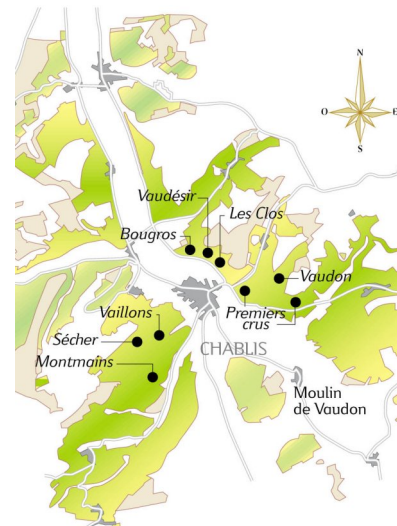 N
O
E
S
Vaudésir
Les Clos
Bougros
Vaudon
Premiers
crus
Vaillons
Sécher
Montmains
CHABLIS
Moulin
de Vaudon